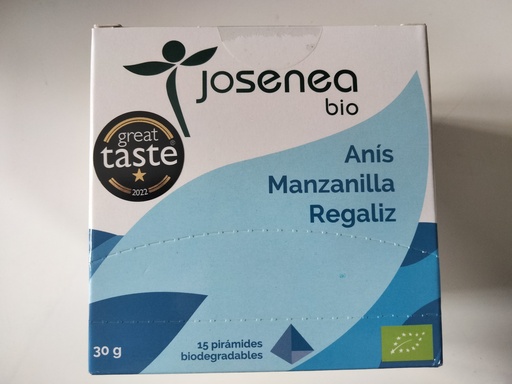 Josenea
bio
great
taste®
2022
Anís
Manzanilla
Regaliz
15 pirámides
biodegradables
30 g